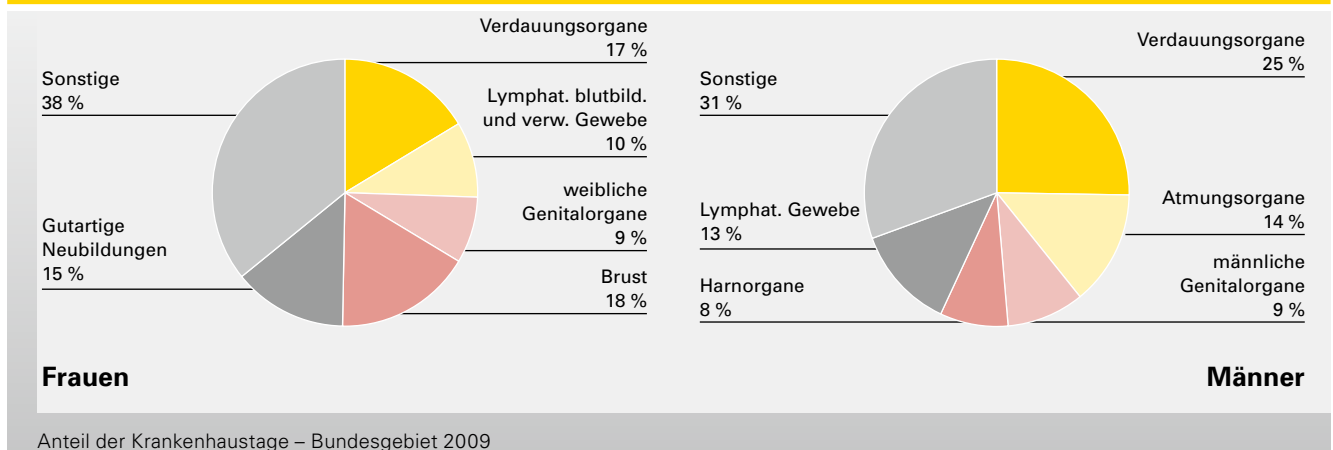 Verdauungsorgane
17 %
Sonstige
38 %
Lymphat. blutbild.
und verw. Gewebe
10 %
weibliche
Genitalorgane
9 %
Gutartige
Neubildungen
15 %
Brust
18 %
Frauen
Verdauungsorgane
25 %
Sonstige
31 %
Atmungsorgane
14 %
Lymphat. Gewebe
13 %
männliche
Genitalorgane
9 %
Harnorgane
8 %
Männer
Anteil der Krankenhaustage – Bundesgebiet 2009